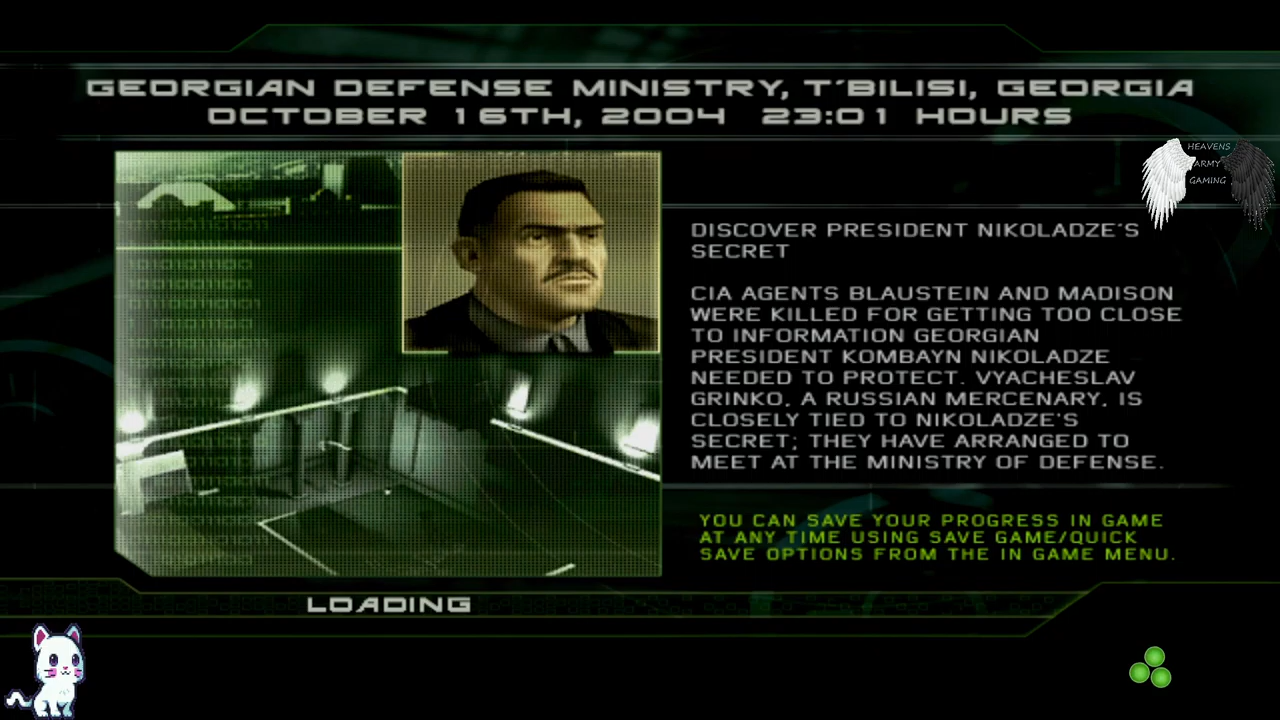 GEORGIAN DEFENSE MINISTRY, T'BILISI, GEORGIA
OCTOBER 16TH, 2004  23:01 HOURS
HEAVENS
ARMY
GAMING
DISCOVER PRESIDENT NIKOLADZE'S
SECRET
CIA AGENTS BLAUSTEIN AND MADISON
WERE KILLED FOR GETTING TOO CLOSE
TO INFORMATION GEORGIAN
PRESIDENT KOMBAYN NIKOLADZE
NEEDED TO PROTECT. VYACHESLAV
GRINKO, A RUSSIAN MERCENARY, IS
CLOSELY TIED TO NIKOLADZE'S
SECRET; THEY HAVE ARRANGED TO
MEET AT THE MINISTRY OF DEFENSE.
YOU CAN SAVE YOUR PROGRESS IN GAME
AT ANY TIME USING SAVE GAME/QUICK
SAVE OPTIONS FROM THE IN GAME MENU.
LOADING